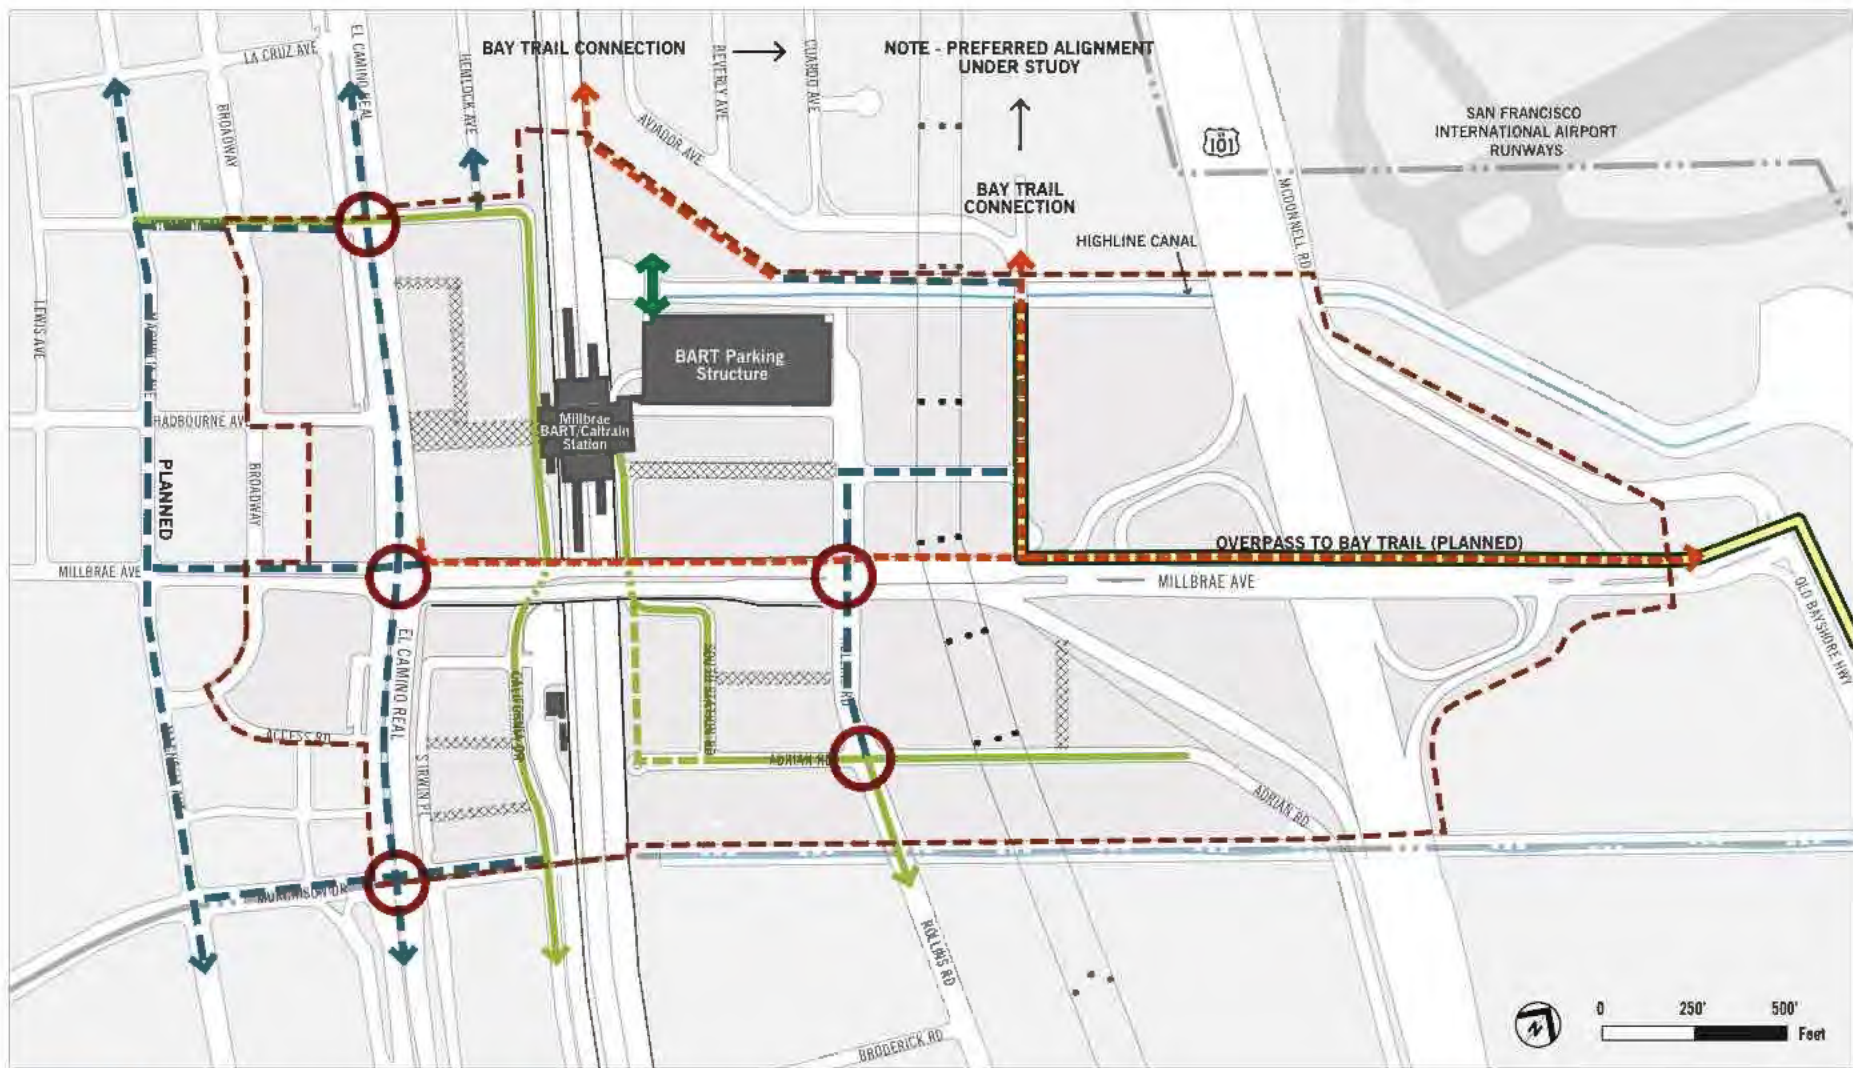 LA CRUZ AVE
EL CAMINO REAL
BROADWAY
HEMLOCK AVE
BAY TRAIL CONNECTION
BEVERLY AVE
CUARDO AVE
NOTE - PREFERRED ALIGNMENT
UNDER STUDY
AVIADOR AVE
101
SAN FRANCISCO
INTERNATIONAL AIRPORT
RUNWAYS
BAY TRAIL
CONNECTION
HIGHLINE CANAL
MCDONNELL RD
LEWIS AVE
BART Parking
Structure
Millbrae
BART/Caltrain
Station
HADBOURNE AV
PLANNED
BROADWAY
OVERPASS TO BAY TRAIL (PLANNED)
MILLBRAE AVE
MILLBRAE AVE
OLD BAYSHORE HWY
EL CAMINO REAL
CALIFORNIA DR
RD
ACCESS RD
S IRWIN PL
ADRIAN RD
ADRIAN RD
MURCHISON DR
ROLLINS RD
BRODERICK RD
N
0 250' 500'
Feet